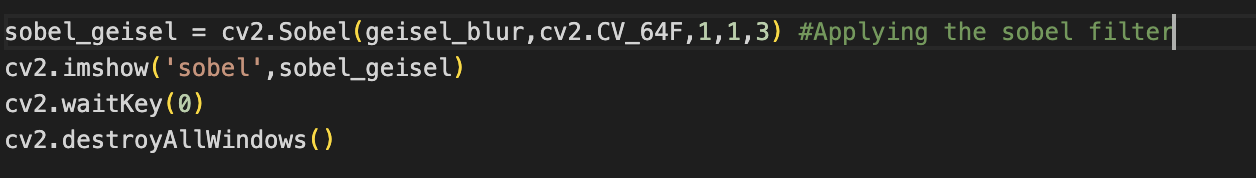 sobel_geisel = cv2.Sobel(geisel_blur,cv2.CV_64F,1,1,3) #Applying the sobel filter
cv2.imshow('sobel',sobel_geisel)
cv2.waitKey(0)
cv2.destroyAllWindows()